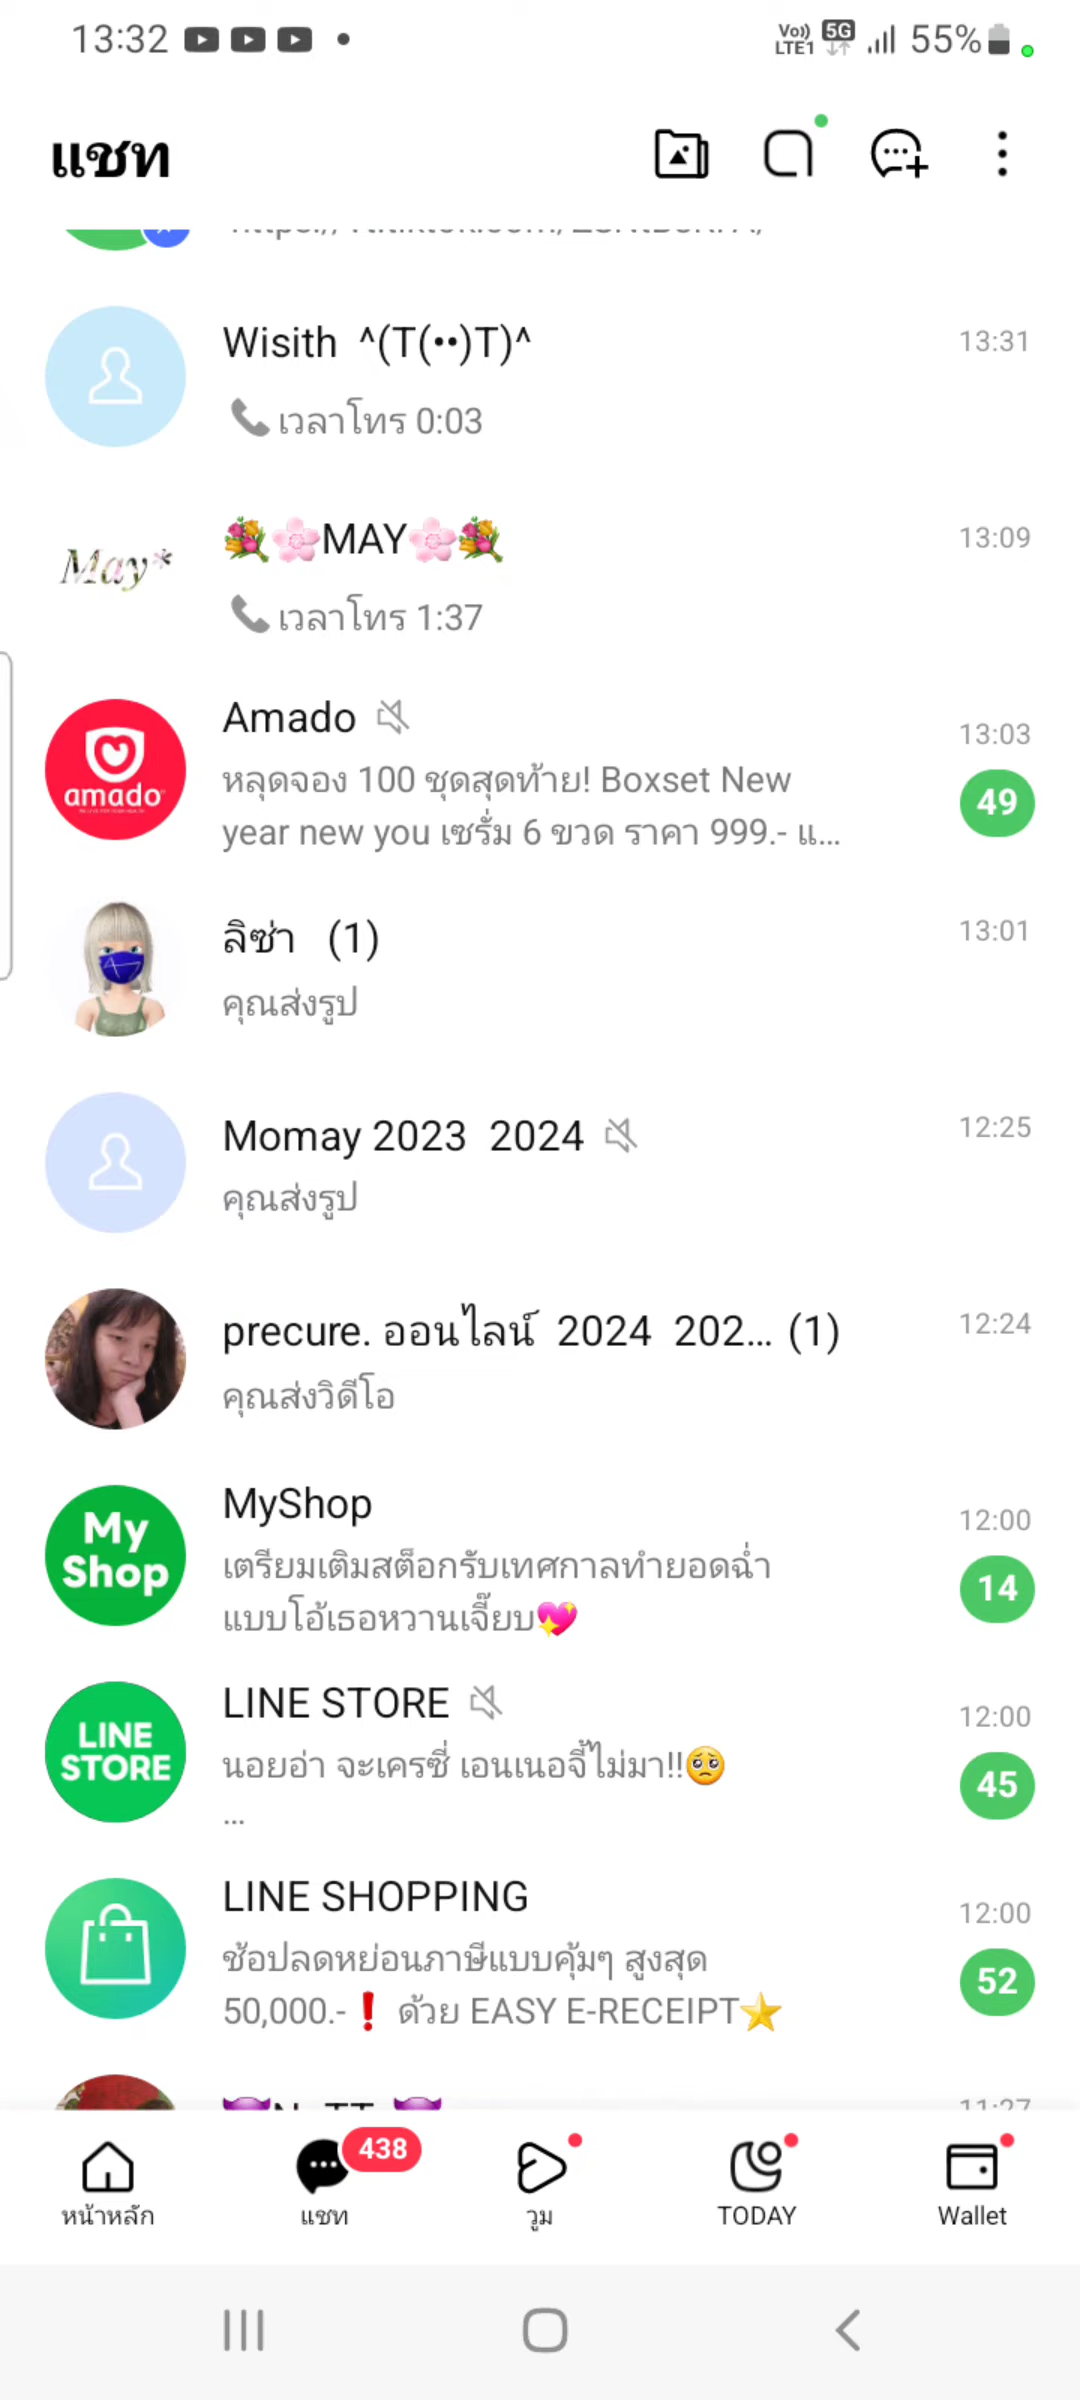 13:32
Vo)) LTE1 5G 55%
แชท
Wisith ^(T(••)T)^
13:31
เวลาโทร 0:03
May*
💐🌸MAY🌸💐
13:09
เวลาโทร 1:37
amado
Amado
13:03
หลุดจอง 100 ชุดสุดท้าย! Boxset New
year new you เซรั่ม 6 ขวด ราคา 999.- แ...
49
ลิซ่า (1)
13:01
คุณส่งรูป
Momay 2023 2024
12:25
คุณส่งรูป
precure. ออนไลน์ 2024 202... (1)
12:24
คุณส่งวิดีโอ
My
Shop
MyShop
12:00
เตรียมเติมสต็อกรับเทศกาลทำยอดฉ่ำ
แบบโอ้เธอหวานเจี๊ยบ💖
14
LINE
STORE
LINE STORE
12:00
นอยอ่า จะเครซี่ เอนเนอจี้ไม่มา!!🥺
...
45
LINE SHOPPING
12:00
ช้อปลดหย่อนภาษีแบบคุ้มๆ สูงสุด
50,000.-❗ ด้วย EASY E-RECEIPT⭐
52
11:27
438
หน้าหลัก
แชท
วูม
TODAY
Wallet